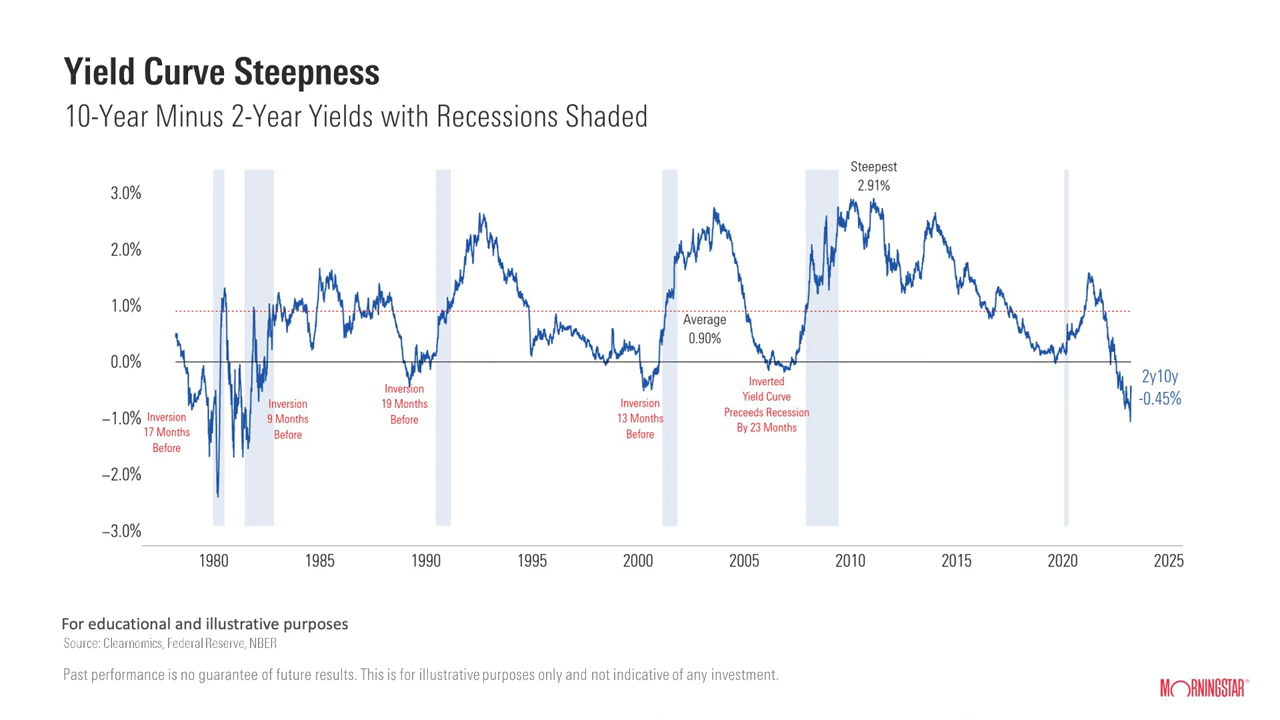 Yield Curve Steepness
10-Year Minus 2-Year Yields with Recessions Shaded
Steepest
2.91%
3.0%
2.0%
1.0%
0.0%
–1.0%
–2.0%
–3.0%
Average
0.90%
Inversion
17 Months
Before
Inversion
9 Months
Before
Inversion
19 Months
Before
Inversion
13 Months
Before
Inverted
Yield Curve
Preceeds Recession
By 23 Months
2y10y
-0.45%
1980
1985
1990
1995
2000
2005
2010
2015
2020
2025
For educational and illustrative purposes
Source: Clearnomics, Federal Reserve, NBER
Past performance is no guarantee of future results. This is for illustrative purposes only and not indicative of any investment.
MORNINGSTAR